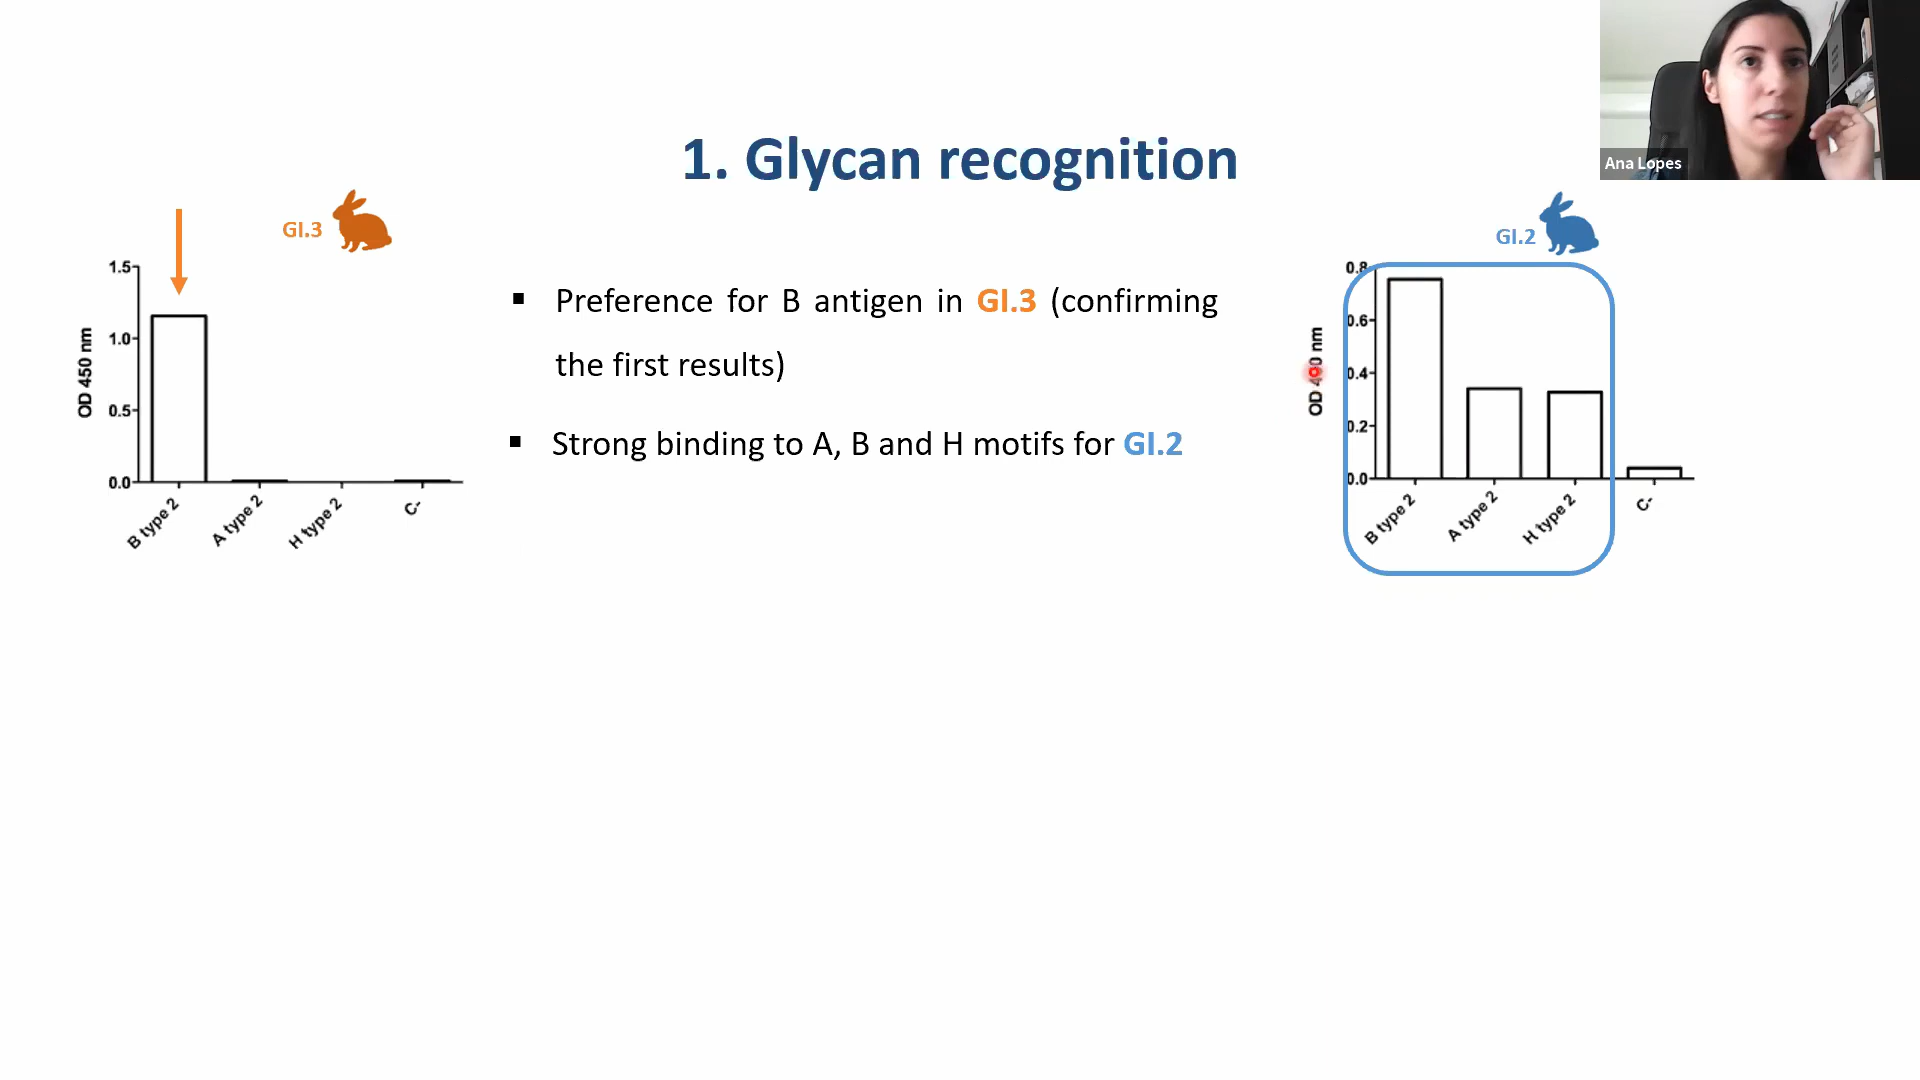 Ana Lopes
1. Glycan recognition
GI.3
1.5
1.0
0.5
0.0
OD 450 nm
B type 2
A type 2
H type 2
C-
▪ Preference for B antigen in GI.3 (confirming
the first results)
▪ Strong binding to A, B and H motifs for GI.2
GI.2
0.8
0.6
0.4
0.2
0.0
OD nm
B type 2
A type 2
H type 2
C-